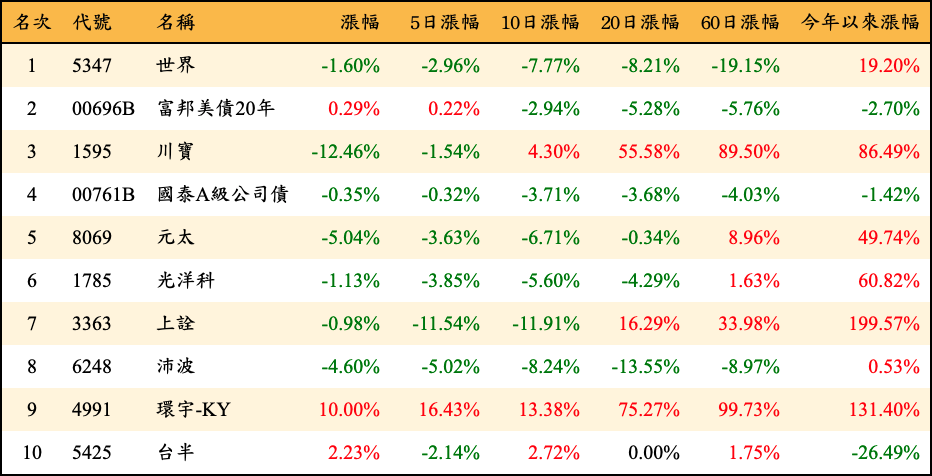 名次 代號 名稱 漲幅 5日漲幅 10日漲幅 20日漲幅 60日漲幅 今年以來漲幅
1 5347 世界 -1.60% -2.96% -7.77% -8.21% -19.15% 19.20%
2 00696B 富邦美債20年 0.29% 0.22% -2.94% -5.28% -5.76% -2.70%
3 1595 川寶 -12.46% -1.54% 4.30% 55.58% 89.50% 86.49%
4 00761B 國泰A級公司債 -0.35% -0.32% -3.71% -3.68% -4.03% -1.42%
5 8069 元太 -5.04% -3.63% -6.71% -0.34% 8.96% 49.74%
6 1785 光洋科 -1.13% -3.85% -5.60% -4.29% 1.63% 60.82%
7 3363 上詮 -0.98% -11.54% -11.91% 16.29% 33.98% 199.57%
8 6248 沛波 -4.60% -5.02% -8.24% -13.55% -8.97% 0.53%
9 4991 環宇-KY 10.00% 16.43% 13.38% 75.27% 99.73% 131.40%
10 5425 台半 2.23% -2.14% 2.72% 0.00% 1.75% -26.49%